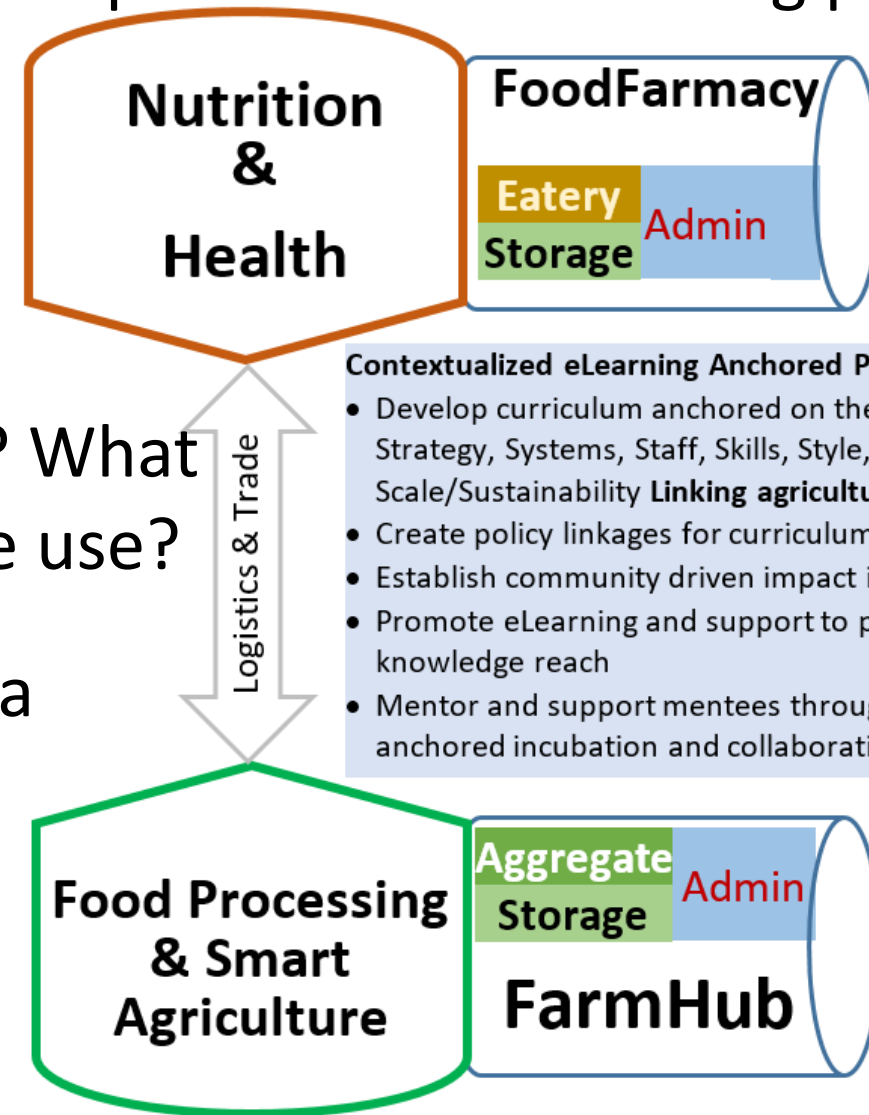 Nutrition
&
Health
FoodFarmacy
Eatery
Storage
Admin
Contextualized eLearning Anchored
• Develop curriculum anchored on the
Strategy, Systems, Staff, Skills, Style,
Scale/Sustainability Linking
• Create policy linkages for curriculum
• Establish community driven impact
• Promote eLearning and support to
knowledge reach
• Mentor and support mentees
anchored incubation and
? What
use?
a
Logistics & Trade
Food Processing
& Smart
Agriculture
Aggregate
Storage
Admin
FarmHub